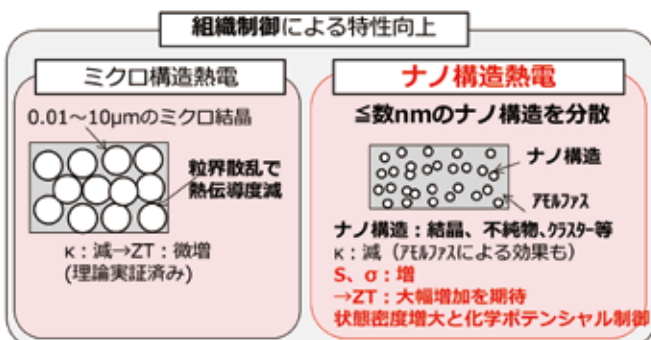 組織制御による特性向上
ミクロ構造熱電
0.01～10μmのミクロ結晶
粒界散乱で
熱伝導度減
κ：減→ZT：微増
(理論実証済み)
ナノ構造熱電
≦数nmのナノ構造を分散
ナノ構造
ｱﾓﾙﾌｧｽ
ナノ構造：結晶、不純物、ｸﾗｽﾀｰ等
κ：減（ｱﾓﾙﾌｧｽによる効果も）
S、σ：増
→ZT：大幅増加を期待
状態密度増大と化学ポテンシャル制御